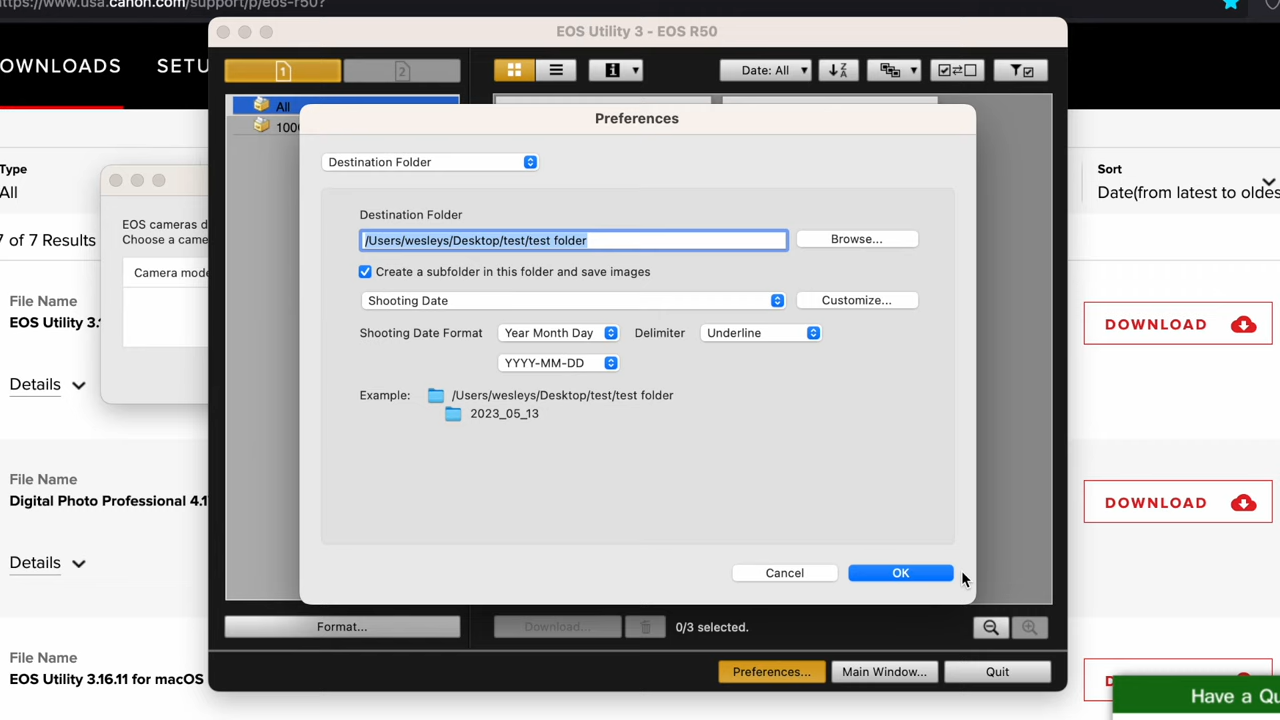 https://www.usa.canon.com/support/p/eos-r50?
EOS Utility 3 - EOS R50
OWNLOADS SETU
1 2 Date: All
All
100
Preferences
Destination Folder
Type
All
Sort
Date(from latest to oldes
EOS cameras d
Choose a came
Camera mode
7 of 7 Results
Destination Folder
/Users/wesleys/Desktop/test/test folder Browse...
Create a subfolder in this folder and save images
Shooting Date Customize...
Shooting Date Format Year Month Day Delimiter Underline
YYYY-MM-DD
Example: /Users/wesleys/Desktop/test/test folder
2023_05_13
File Name
EOS Utility 3.1
DOWNLOAD
Details
File Name
Digital Photo Professional 4.1
DOWNLOAD
Details
Cancel OK
Format... Download... 0/3 selected.
File Name
EOS Utility 3.16.11 for macOS
Preferences... Main Window... Quit
D
Have a Qu